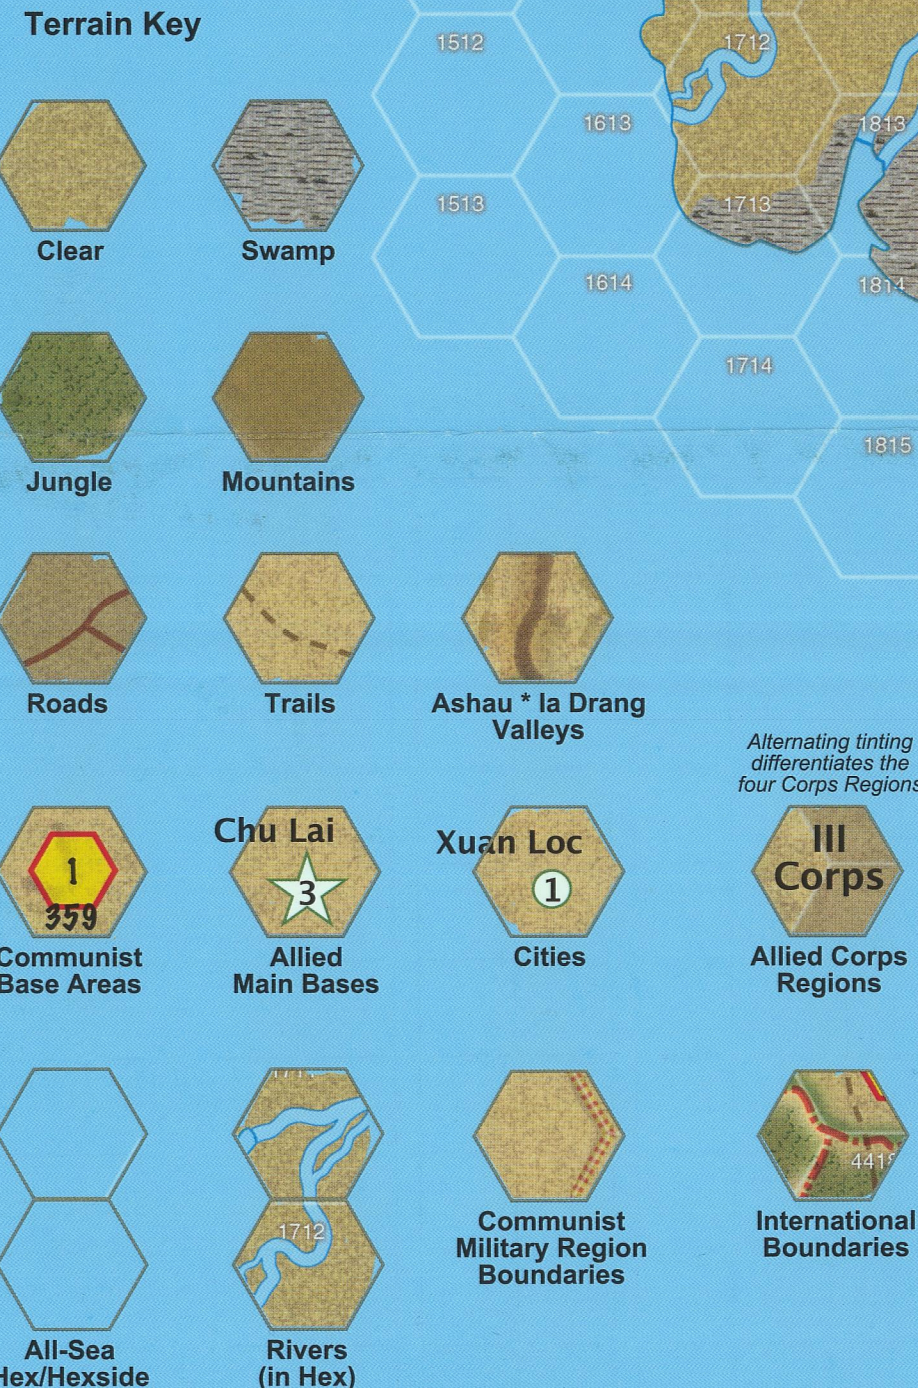 Terrain Key
1512
1712
1613
1813
1513
1713
Clear
Swamp
1614
1814
1714
1815
Jungle
Mountains
Roads
Trails
Ashau * Ia Drang
Valleys
Alternating tinting
differentiates the
four Corps Regions
Chu Lai
3
Xuan Loc
1
III
Corps
1
359
Communist
Base Areas
Allied
Main Bases
Cities
Allied Corps
Regions
1712
4418
Communist
Military Region
Boundaries
International
Boundaries
All-Sea
Hex/Hexside
Rivers
(in Hex)